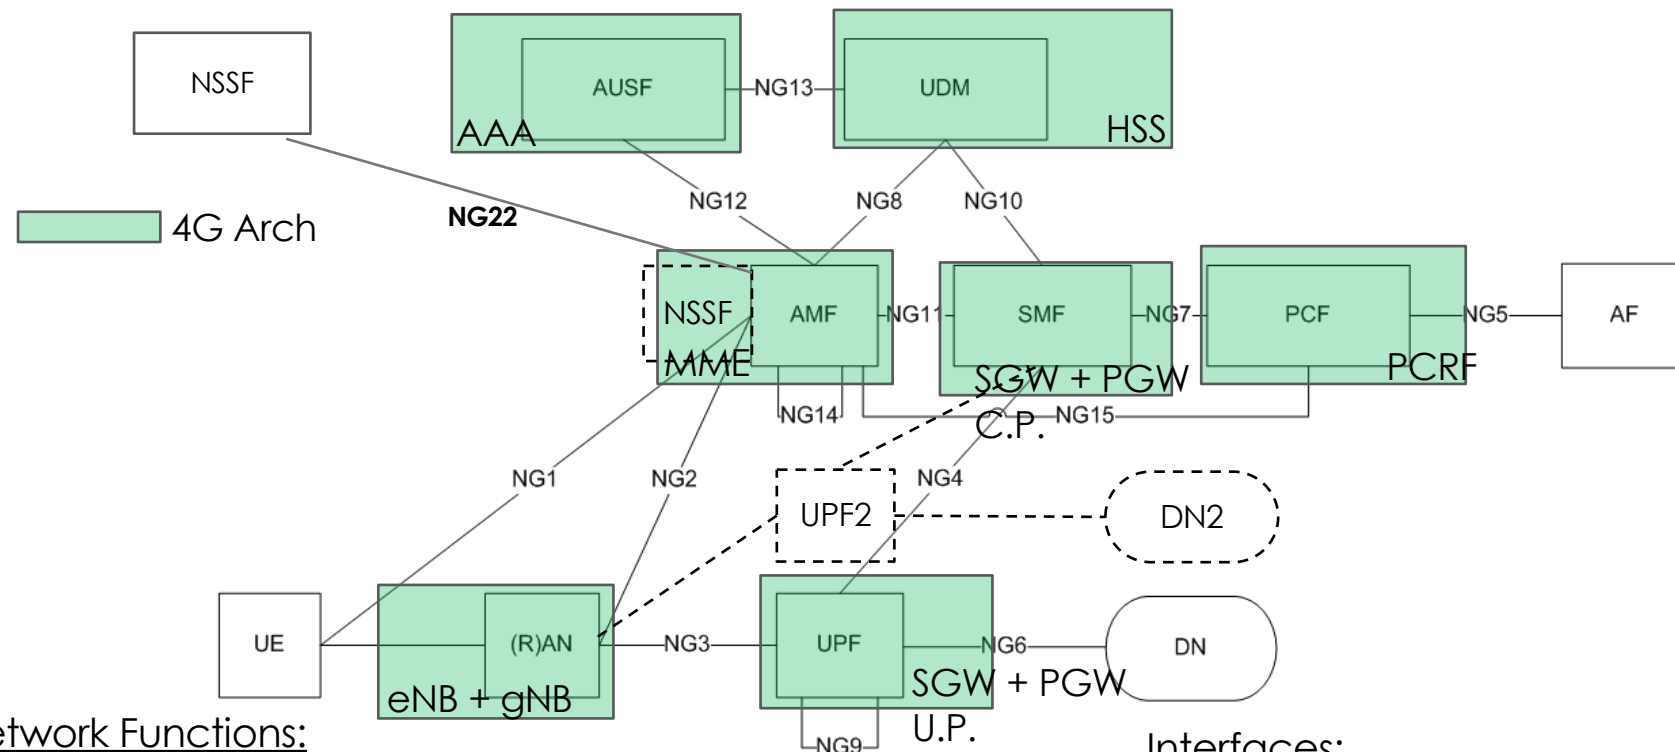 NSSF
AUSF
NG13
UDM
AAA
HSS
NG12
NG8
NG10
4G Arch
NG22
NSSF
AMF
NG11
SMF
NG7
PCF
NG5
AF
MME
SGW + PGW
C.P.
PCRF
NG14
NG15
NG1
NG2
NG4
UPF2
DN2
UE
(R)AN
NG3
UPF
NG6
DN
eNB + gNB
SGW + PGW
U.P.
etwork Functions:
NG9
Interfaces: